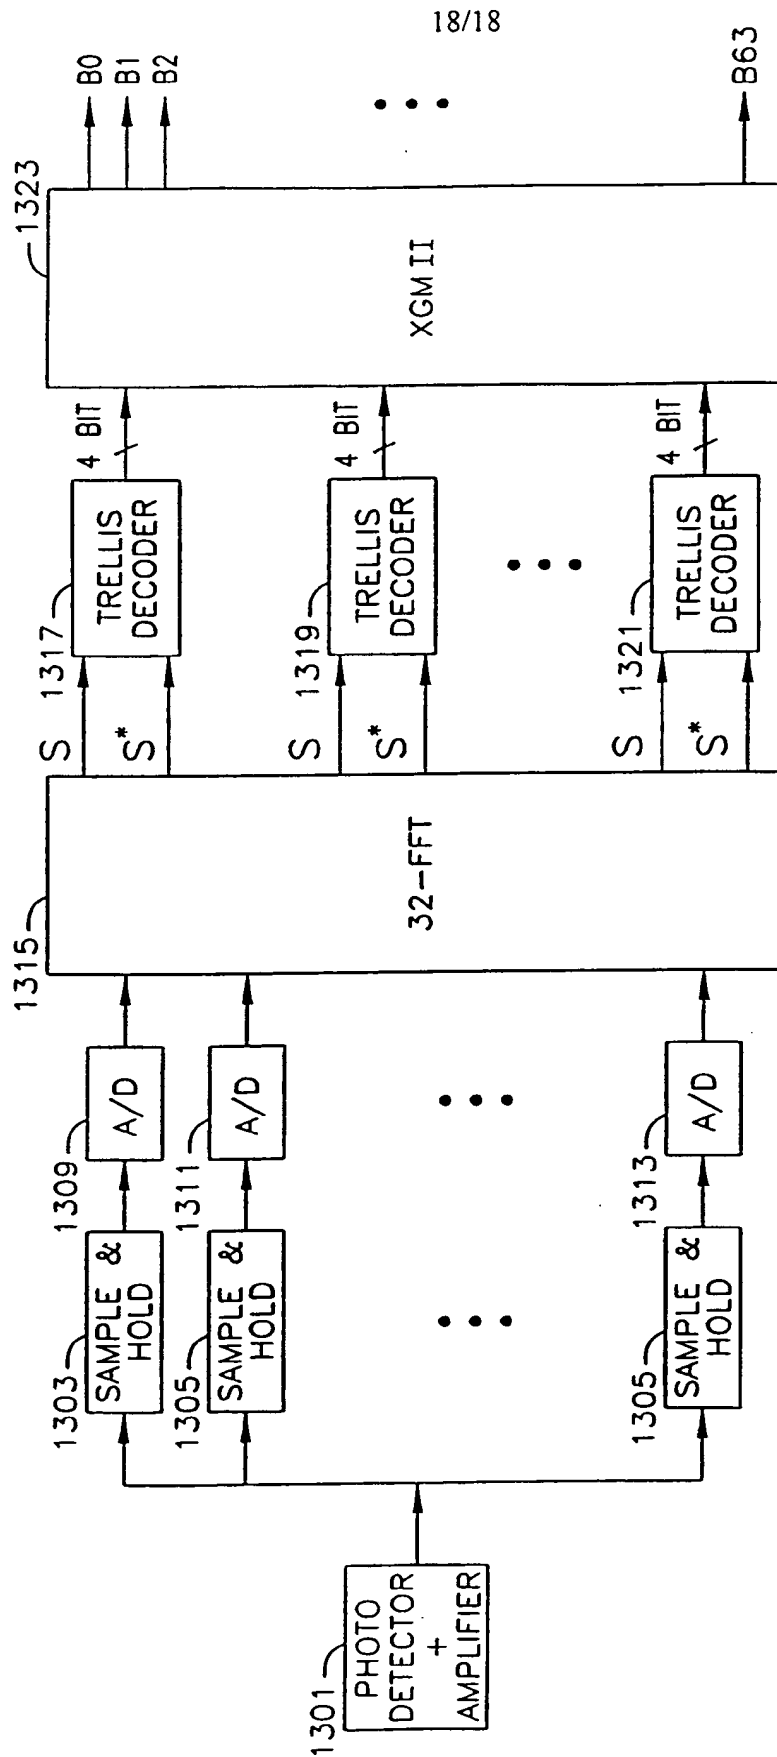 18/18
1301
PHOTO
DETECTOR
+
AMPLIFIER
1303
SAMPLE &
HOLD
1305
SAMPLE &
HOLD
1305
SAMPLE &
HOLD
1309
A/D
1311
A/D
1313
A/D
1315
32-FFT
S
S*
S
S*
S
S*
1317
TRELLIS
DECODER
1319
TRELLIS
DECODER
1321
TRELLIS
DECODER
4 BIT
4 BIT
4 BIT
1323
XGM II
B0
B1
B2
B63